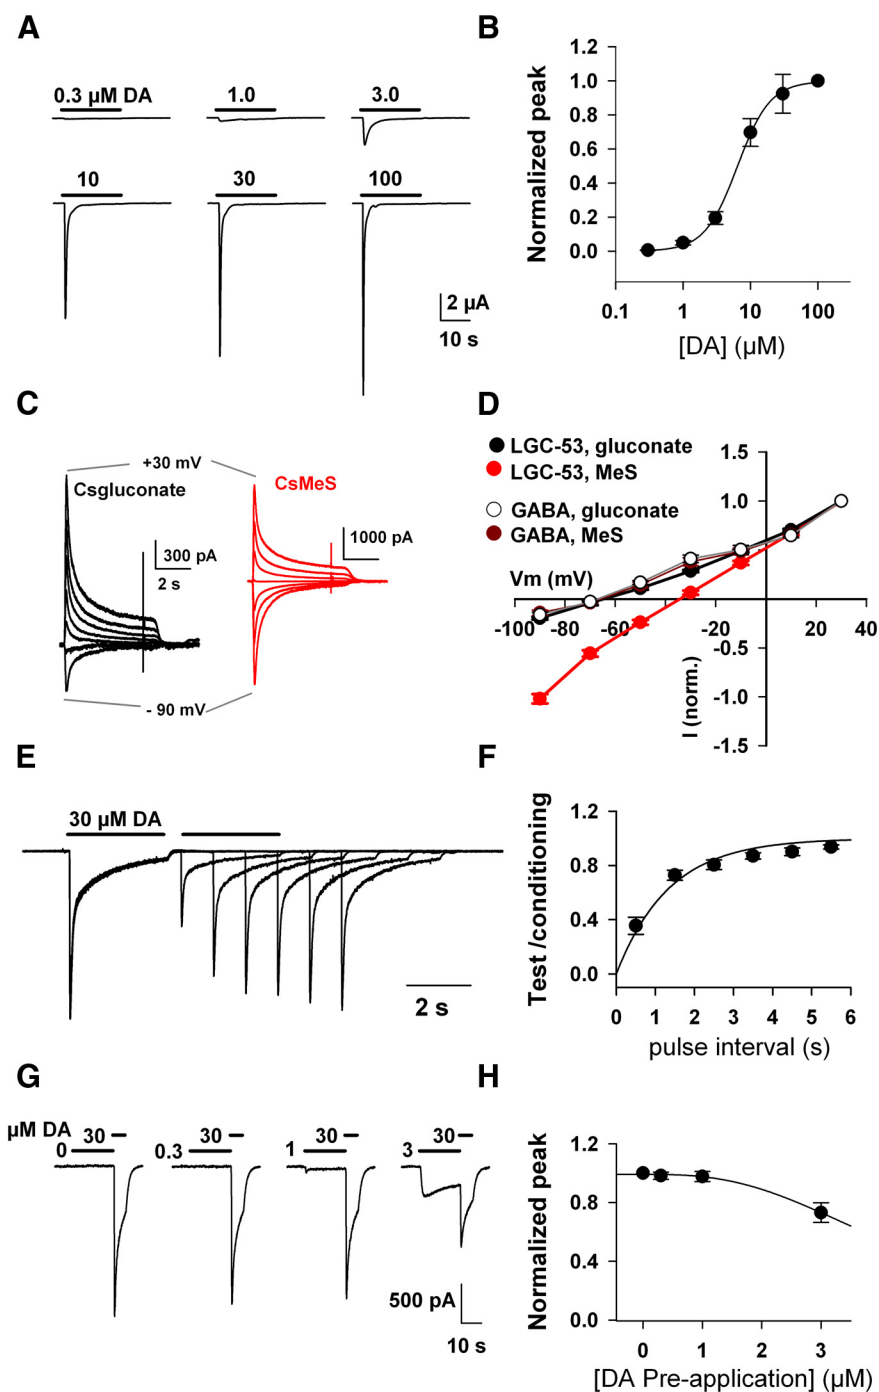 A
0.3 µM DA
1.0
3.0
10
30
100
2 µA
10 s
B
Normalized peak
1.2
1.0
0.8
0.6
0.4
0.2
0.0
0.1
1
10
100
[DA] (µM)
C
+30 mV
Csgluconate
CsMeS
300 pA
2 s
1000 pA
- 90 mV
D
LGC-53, gluconate
LGC-53, MeS
GABA, gluconate
GABA, MeS
Vm (mV)
1.5
1.0
-0.5
-1.0
-1.5
-100
-80
-60
-20
20
40
I (norm.)
E
30 µM DA
2 s
F
Test /conditioning
1.2
0.8
0.4
0.0
0
1
2
3
4
5
6
pulse interval (s)
G
µM DA
30
0
30
0.3
30
1
30
3
500 pA
10 s
H
Normalized peak
1.2
0.8
0.4
0.0
0
1
2
3
[DA Pre-application] (µM)